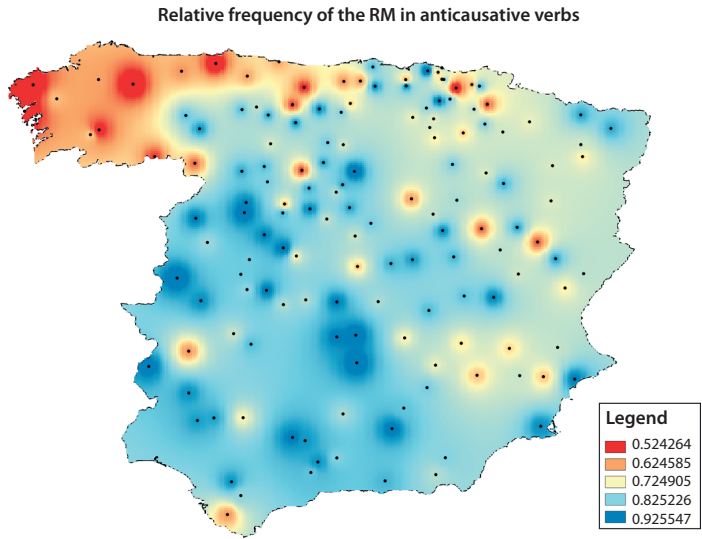 Relative frequency of the RM in anticausative verbs
Legend
0.524264
0.624585
0.724905
0.825226
0.925547